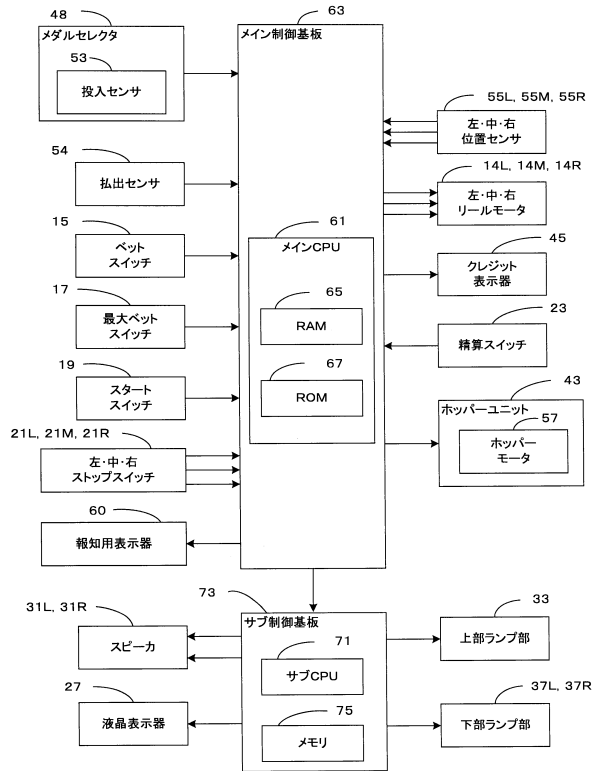 48
メダルセレクタ
53
投入センサ
54
払出センサ
15
ベット
スイッチ
17
最大ベット
スイッチ
19
スタート
スイッチ
21L, 21M, 21R
左・中・右
ストップスイッチ
60
報知用表示器
63
メイン制御基板
61
メインCPU
65
RAM
67
ROM
55L, 55M, 55R
左・中・右
位置センサ
14L, 14M, 14R
左・中・右
リールモータ
45
クレジット
表示器
23
精算スイッチ
43
ホッパーユニット
57
ホッパー
モータ
73
サブ制御基板
71
サブCPU
75
メモリ
31L, 31R
スピーカ
27
液晶表示器
33
上部ランプ部
37L, 37R
下部ランプ部